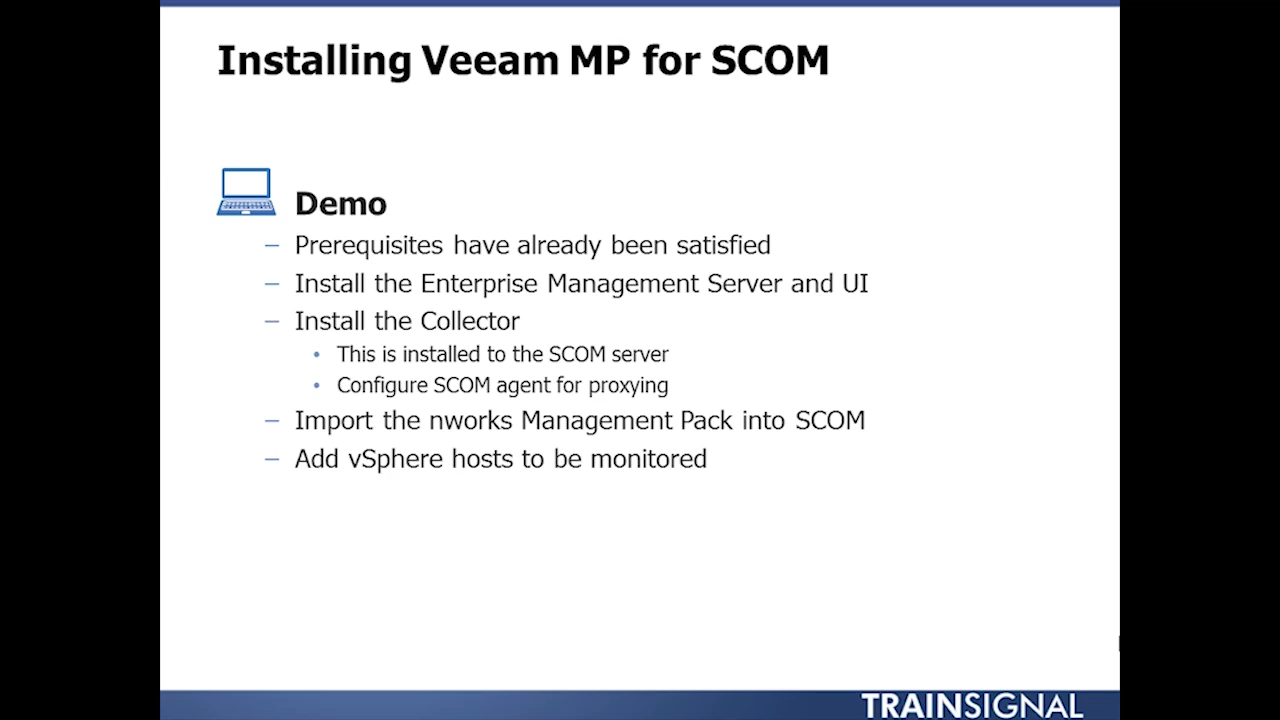 Installing Veeam MP for SCOM
Demo
– Prerequisites have already been satisfied
– Install the Enterprise Management Server and UI
– Install the Collector
• This is installed to the SCOM server
• Configure SCOM agent for proxying
– Import the nworks Management Pack into SCOM
– Add vSphere hosts to be monitored
TRAINSIGNAL